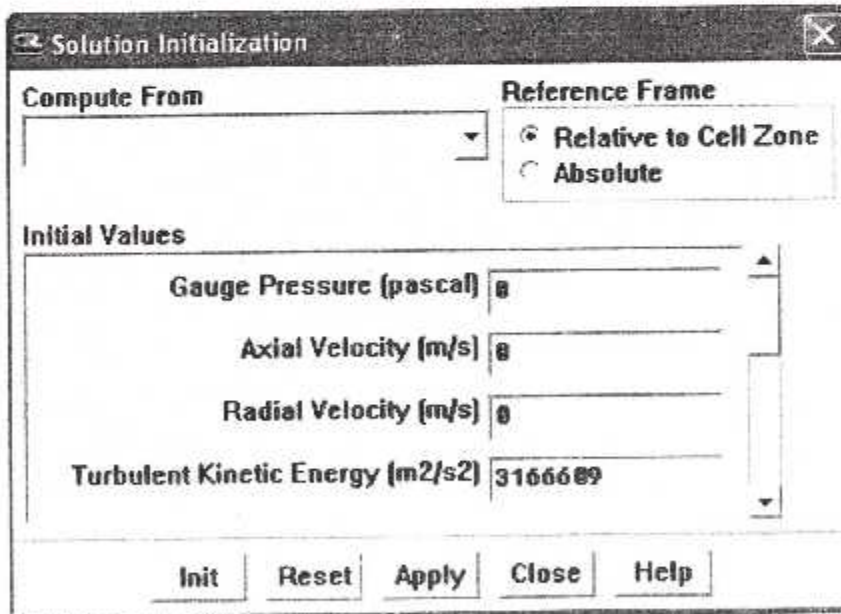 Solution Initialization
Compute From
Reference Frame
Relative to Cell Zone
Absolute
Initial Values
Gauge Pressure (pascal) 0
Axial Velocity (m/s) 0
Radial Velocity (m/s) 0
Turbulent Kinetic Energy (m2/s2) 3166609
Init Reset Apply Close Help